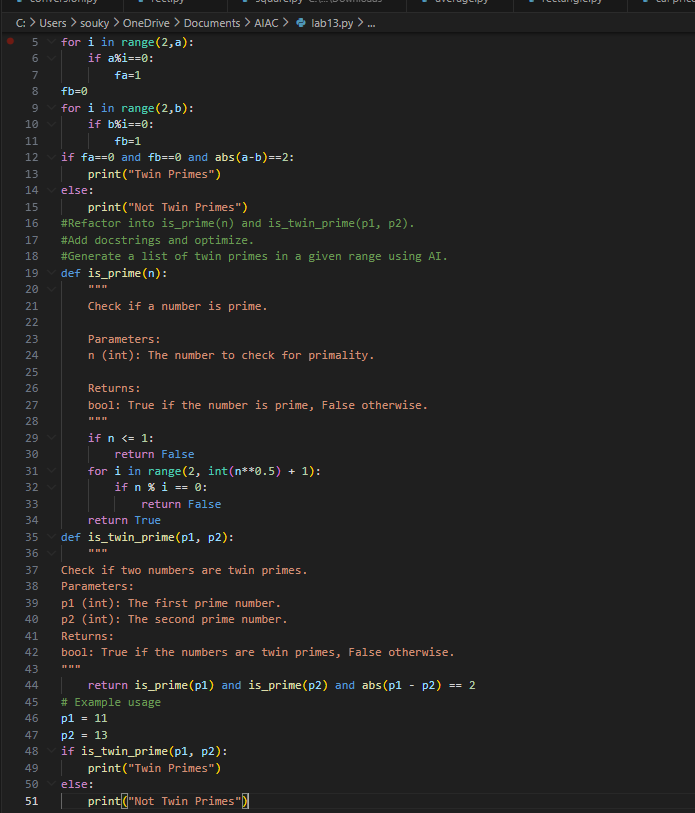 conversion.py rect.py square.py C:\...\Downloads average.py rectangle.py
C: > Users > souky > OneDrive > Documents > AIAC > lab13.py > ...
5 for i in range(2,a):
6 if a%i==0:
7 fa=1
8 fb=0
9 for i in range(2,b):
10 if b%i==0:
11 fb=1
12 if fa==0 and fb==0 and abs(a-b)==2:
13 print("Twin Primes")
14 else:
15 print("Not Twin Primes")
16 #Refactor into is_prime(n) and is_twin_prime(p1, p2).
17 #Add docstrings and optimize.
18 #Generate a list of twin primes in a given range using AI.
19 def is_prime(n):
20 """
21 Check if a number is prime.
22
23 Parameters:
24 n (int): The number to check for primality.
25
26 Returns:
27 bool: True if the number is prime, False otherwise.
28 """
29 if n <= 1:
30 return False
31 for i in range(2, int(n**0.5) + 1):
32 if n % i == 0:
33 return False
34 return True
35 def is_twin_prime(p1, p2):
36 """
37 Check if two numbers are twin primes.
38 Parameters:
39 p1 (int): The first prime number.
40 p2 (int): The second prime number.
41 Returns:
42 bool: True if the numbers are twin primes, False otherwise.
43 """
44 return is_prime(p1) and is_prime(p2) and abs(p1 - p2) == 2
45 # Example usage
46 p1 = 11
47 p2 = 13
48 if is_twin_prime(p1, p2):
49 print("Twin Primes")
50 else:
51 print("Not Twin Primes")